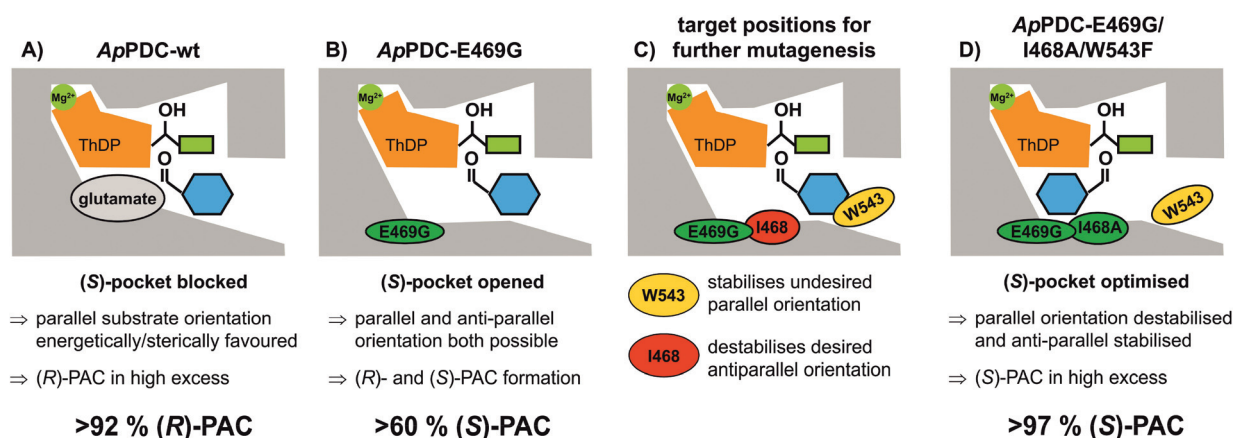 A)
ApPDC-wt
Mg2+
OH
ThDP
O
glutamate
(S)-pocket blocked
⇒ parallel substrate orientation
energetically/sterically favoured
⇒ (R)-PAC in high excess
>92 % (R)-PAC
B)
ApPDC-E469G
Mg2+
OH
ThDP
O
E469G
(S)-pocket opened
⇒ parallel and anti-parallel
orientation both possible
⇒ (R)- and (S)-PAC formation
>60 % (S)-PAC
C)
target positions for
further mutagenesis
Mg2+
OH
ThDP
O
W543
E469G
I468
W543
stabilises undesired
parallel orientation
I468
destabilises desired
antiparallel orientation
D)
ApPDC-E469G/
I468A/W543F
Mg2+
OH
ThDP
O
W543
E469G
I468A
(S)-pocket optimised
⇒ parallel orientation destabilised
and anti-parallel stabilised
⇒ (S)-PAC in high excess
>97 % (S)-PAC